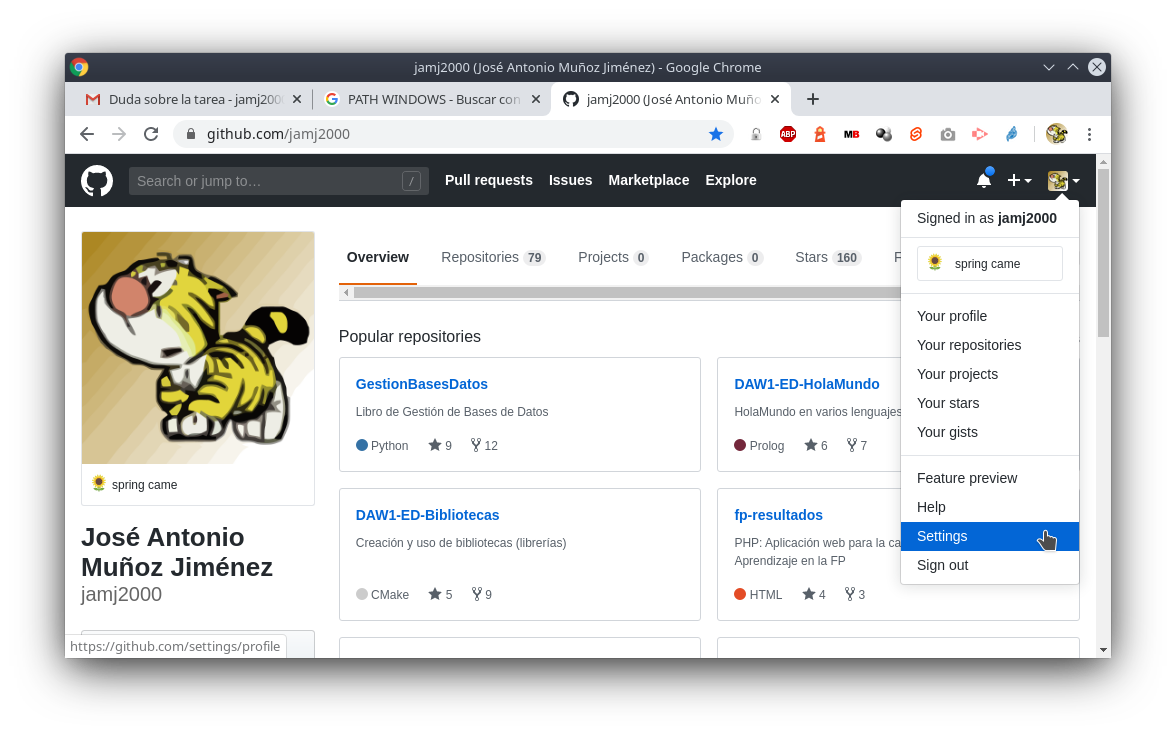 jamj2000 (José Antonio Muñoz Jiménez) - Google Chrome
Duda sobre la tarea - jamj200
PATH WINDOWS - Buscar con
jamj2000 (José Antonio Muño
github.com/jamj2000
ABP
MB
Search or jump to…
/
Pull requests
Issues
Marketplace
Explore
Signed in as jamj2000
spring came
Your profile
Your repositories
Your projects
Your stars
Your gists
Feature preview
Help
Settings
Sign out
Overview
Repositories 79
Projects 0
Packages 0
Stars 160
Popular repositories
GestionBasesDatos
Libro de Gestión de Bases de Datos
Python 9 12
DAW1-ED-HolaMundo
HolaMundo en varios lenguajes
Prolog 6 7
DAW1-ED-Bibliotecas
Creación y uso de bibliotecas (librerías)
CMake 5 9
fp-resultados
PHP: Aplicación web para la ca
Aprendizaje en la FP
HTML 4 3
spring came
José Antonio
Muñoz Jiménez
jamj2000
https://github.com/settings/profile